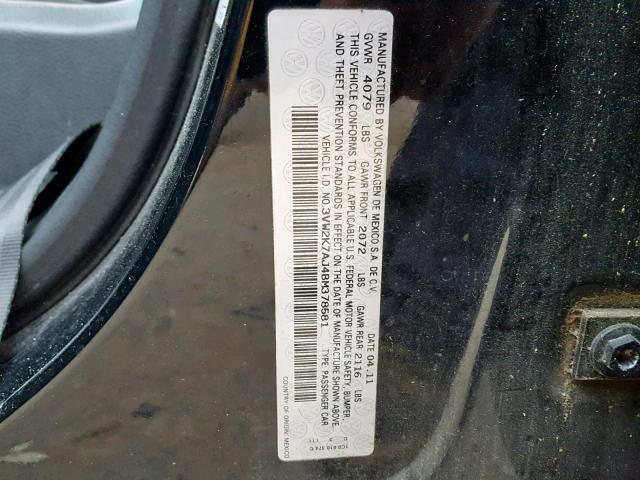 MANUFACTURED BY VOLKSWAGEN DE MEXICO S.A. DE C.V. DATE 04.11
GVWR 4079 LBS GAWR FRONT 2072 LBS GAWR REAR 2116 LBS
THIS VEHICLE CONFORMS TO ALL APPLICABLE U.S. FEDERAL MOTOR VEHICLE SAFETY, BUMPER,
AND THEFT PREVENTION STANDARDS IN EFFECT ON THE DATE OF MANUFACTURE SHOWN ABOVE.
VEHICLE I.D. NO. 3VW2K7AJ4BM378681 TYPE: PASSENGER CAR
COUNTRY OF ORIGIN: MEXICO